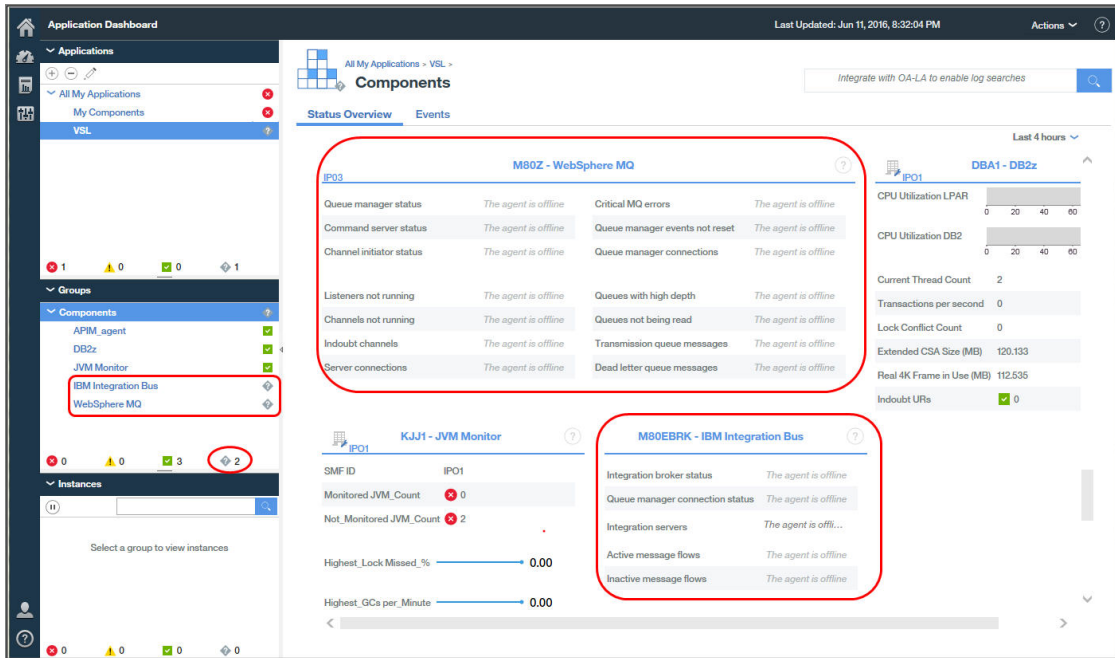 Application Dashboard
Last Updated: Jun 11, 2016, 8:32:04 PM
Actions
?
Applications
All My Applications
My Components
VSL
1 0 0 1
Groups
Components
APIM_agent
DB2z
JVM Monitor
IBM Integration Bus
WebSphere MQ
0 0 3 2
Instances
Select a group to view instances
0 0 0 0
All My Applications > VSL >
Components
Integrate with OA-LA to enable log searches
Status Overview Events
Last 4 hours
M80Z - WebSphere MQ
?
IP03
Queue manager status The agent is offline Critical MQ errors The agent is offline
Command server status The agent is offline Queue manager events not reset The agent is offline
Channel initiator status The agent is offline Queue manager connections The agent is offline
Listeners not running The agent is offline Queues with high depth The agent is offline
Channels not running The agent is offline Queues not being read The agent is offline
Indoubt channels The agent is offline Transmission queue messages The agent is offline
Server connections The agent is offline Dead letter queue messages The agent is offline
DBA1 - DB2z
IPO1
CPU Utilization LPAR
0 20 40 60
CPU Utilization DB2
0 20 40 60
Current Thread Count 2
Transactions per second 0
Lock Conflict Count 0
Extended CSA Size (MB) 120.133
Real 4K Frame in Use (MB) 112.535
Indoubt URs 0
KJJ1 - JVM Monitor
?
IPO1
SMF ID IPO1
Monitored JVM_Count 0
Not_Monitored JVM_Count 2
Highest_Lock Missed_% 0.00
Highest_GCs per_Minute 0.00
M80EBRK - IBM Integration Bus
?
Integration broker status The agent is offline
Queue manager connection status The agent is offline
Integration servers The agent is offli...
Active message flows The agent is offline
Inactive message flows The agent is offline